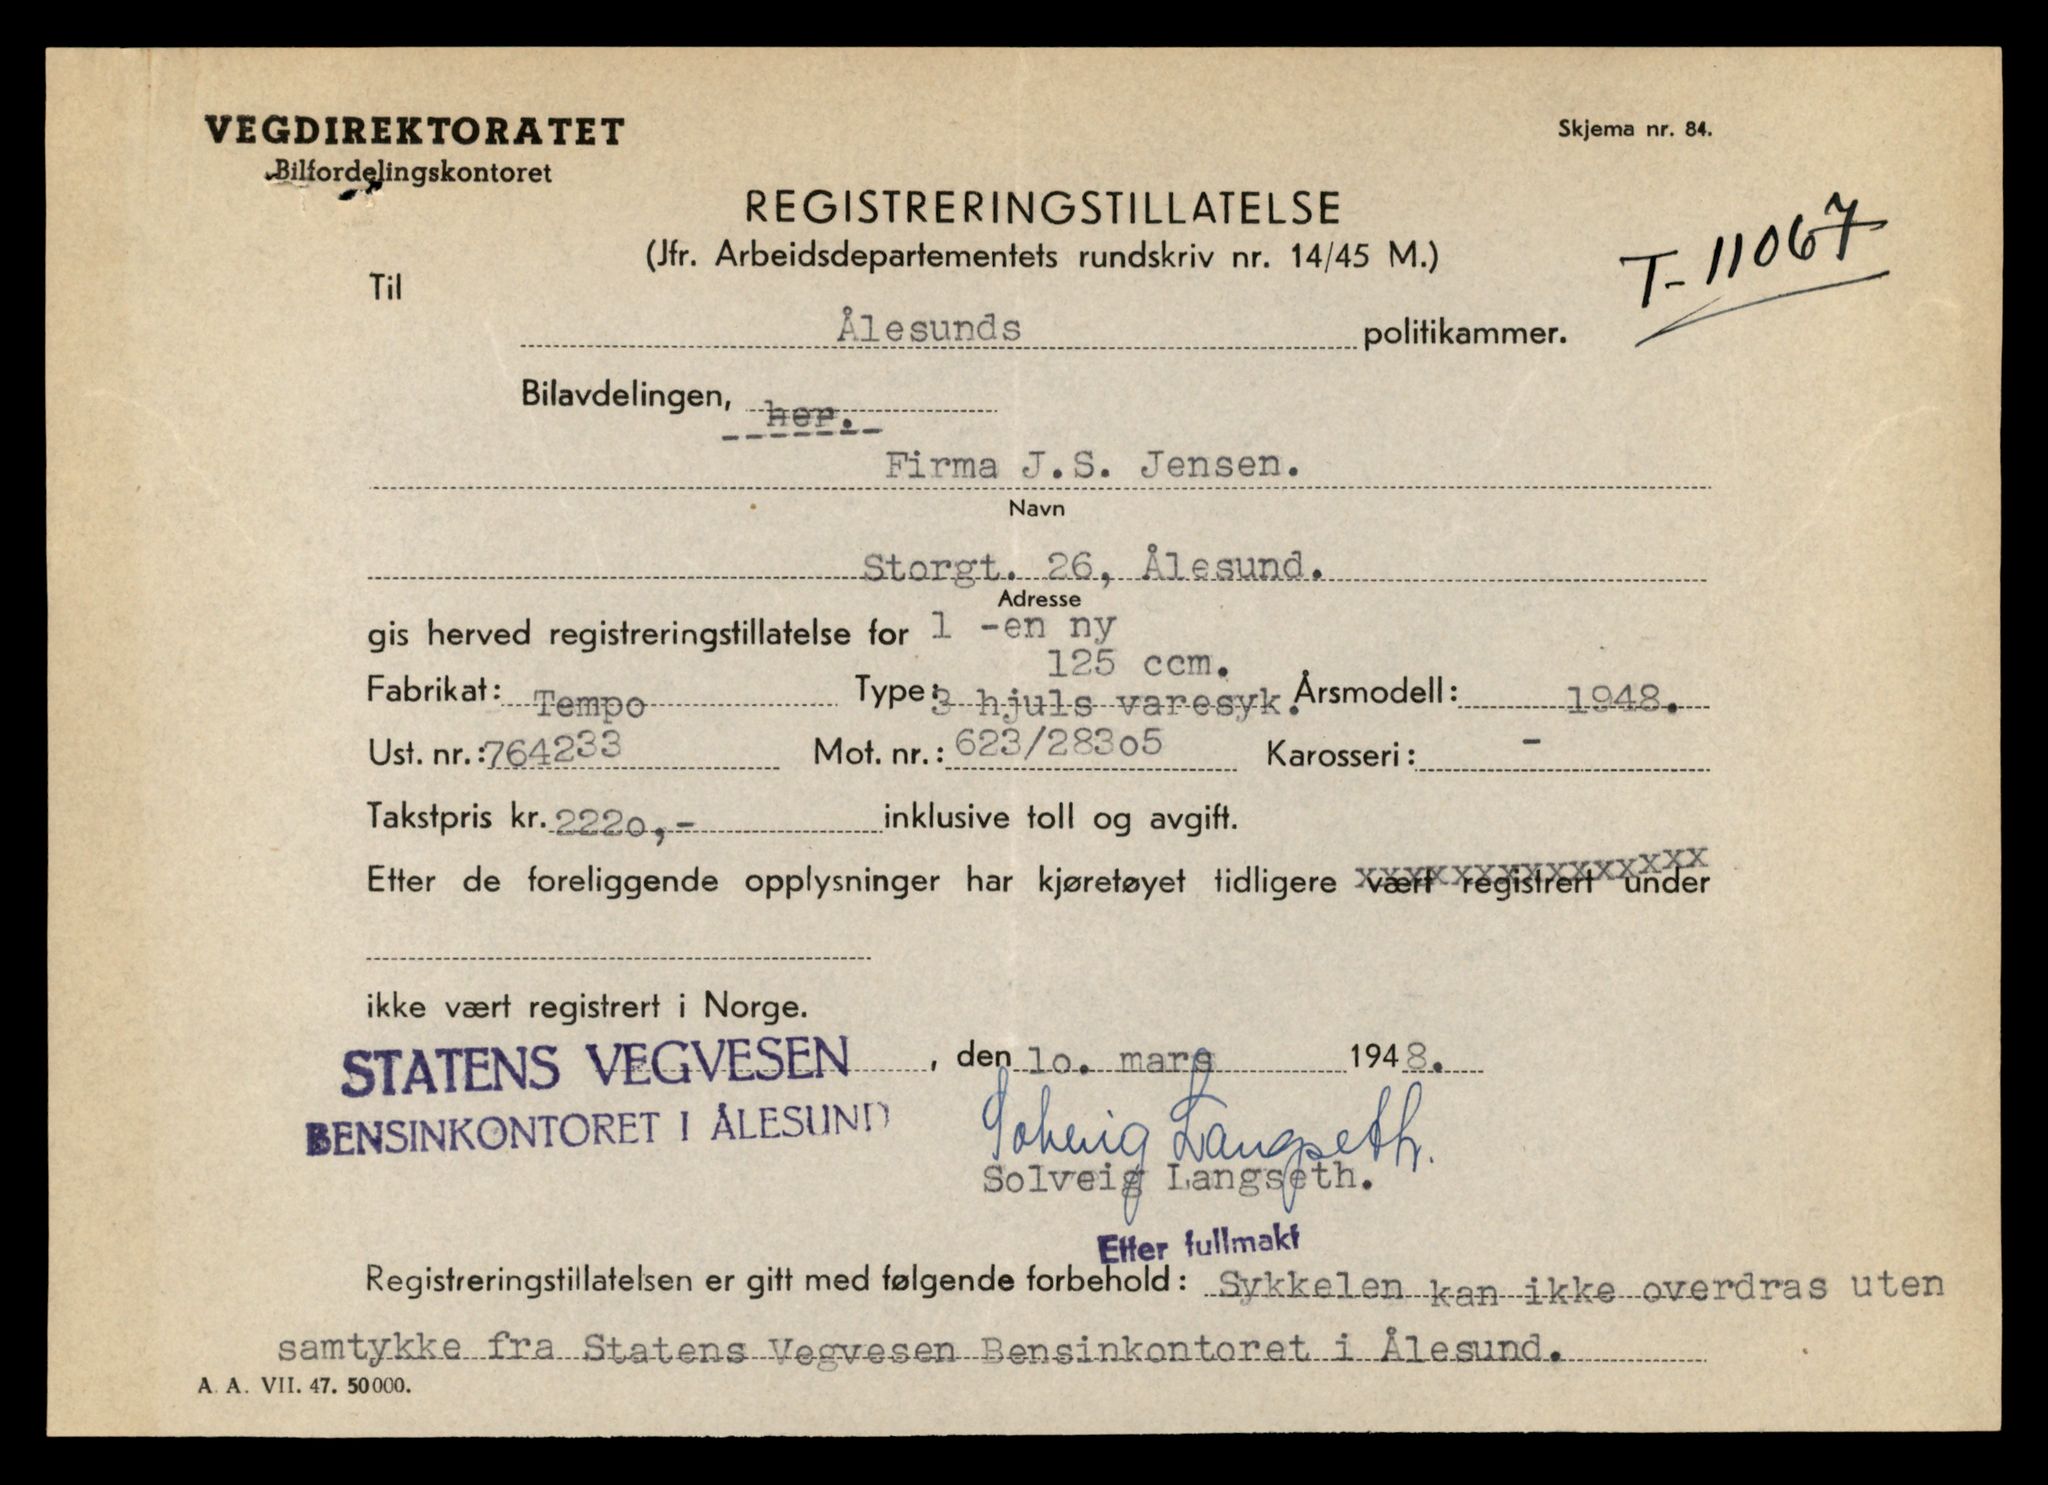 VEGDIREKTORATET
Bilfordelingskontoret
Skjema nr. 84.
REGISTRERINGSTILLATELSE
(Jfr. Arbeidsdepartementets rundskriv nr. 14/45 M.)
T-11067
Til
Ålesunds politikammer.
Bilavdelingen, her.
Firma J.S. Jensen.
Navn
Storgt. 26, Ålesund.
Adresse
gis herved registreringstillatelse for 1 -en ny
125 ccm.
Fabrikat: Tempo Type: 3 hjuls varesyk. Årsmodell: 1948.
Ust. nr.: 764233 Mot. nr.: 623/28305 Karosseri: -
Takstpris kr. 2220,- inklusive toll og avgift.
Etter de foreliggende opplysninger har kjøretøyet tidligere vært registrert under
ikke vært registrert i Norge.
STATENS VEGVESEN , den 10. mars 1948.
BENSINKONTORET I ÅLESUND
Solveig Langseth.
Solveig Langseth.
Etter fullmakt
Registreringstillatelsen er gitt med følgende forbehold: Sykkelen kan ikke overdras uten
samtykke fra Statens Vegvesen Bensinkontoret i Ålesund.
A. A. VII. 47. 50000.